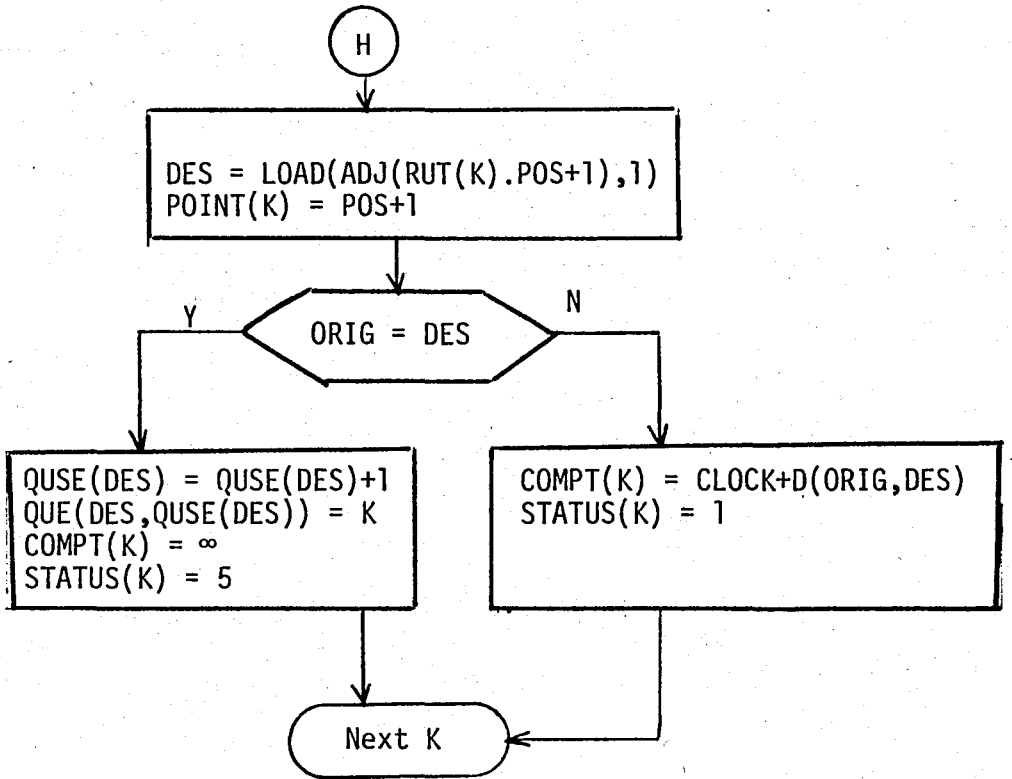 H
DES = LOAD(ADJ(RUT(K).POS+1),1)
POINT(K) = POS+1
Y
N
ORIG = DES
QUSE(DES) = QUSE(DES)+1
QUE(DES,QUSE(DES)) = K
COMPT(K) = ∞
STATUS(K) = 5
COMPT(K) = CLOCK+D(ORIG,DES)
STATUS(K) = 1
Next K